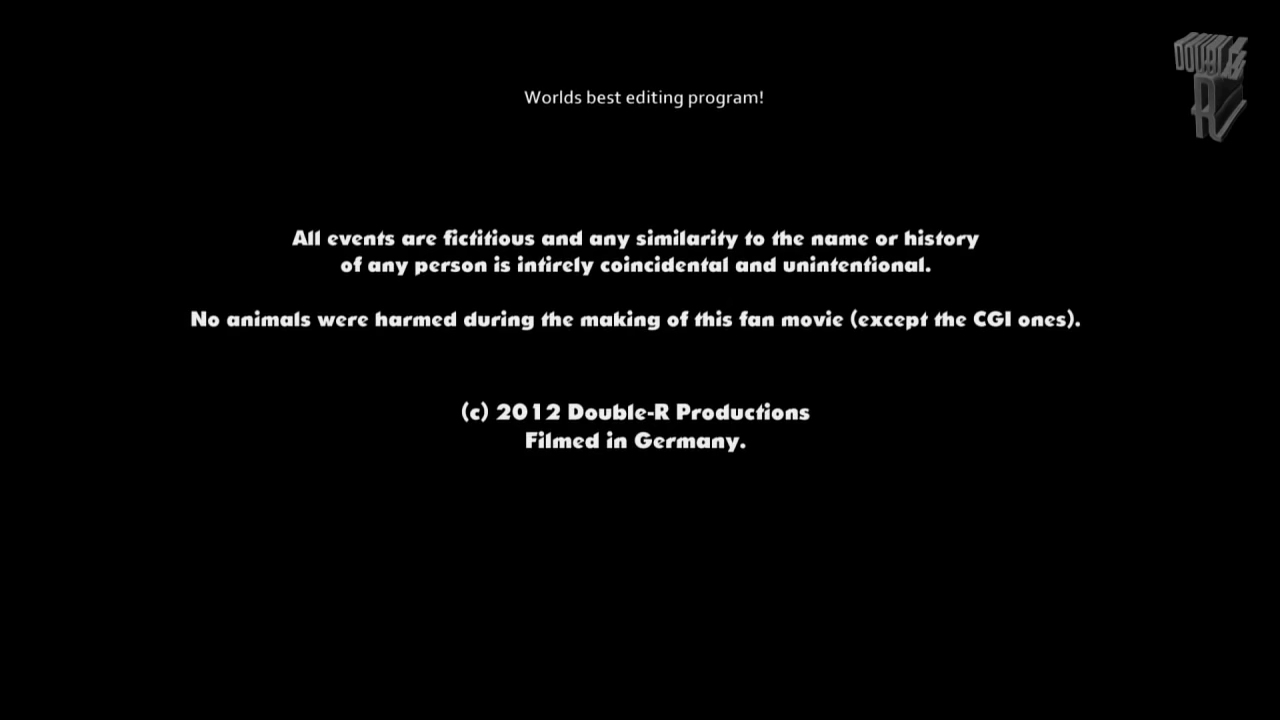 DOUBLE
R
Worlds best editing program!
All events are fictitious and any similarity to the name or history
of any person is intirely coincidental and unintentional.
No animals were harmed during the making of this fan movie (except the CGI ones).
(c) 2012 Double-R Productions
Filmed in Germany.